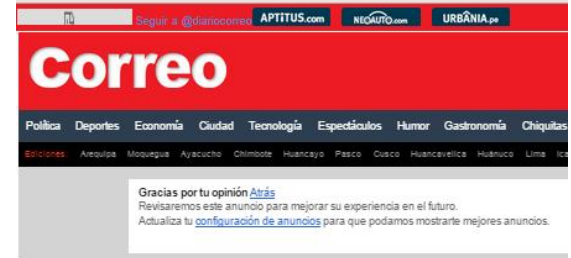 Seguir a @diariocorreo APTiTUS.com NEOAUTO.com URBANIA.pe
Correo
Política Deportes Economía Ciudad Tecnología Espectáculos Humor Gastronomía Chiquitas
Ediciones Arequipa Moquegua Ayacucho Chimbote Huancayo Pasco Cusco Huancavelica Huánuco Lima Ica
Gracias por tu opinión Atrás
Revisaremos este anuncio para mejorar su experiencia en el futuro.
Actualiza tu configuración de anuncios para que podamos mostrarte mejores anuncios.